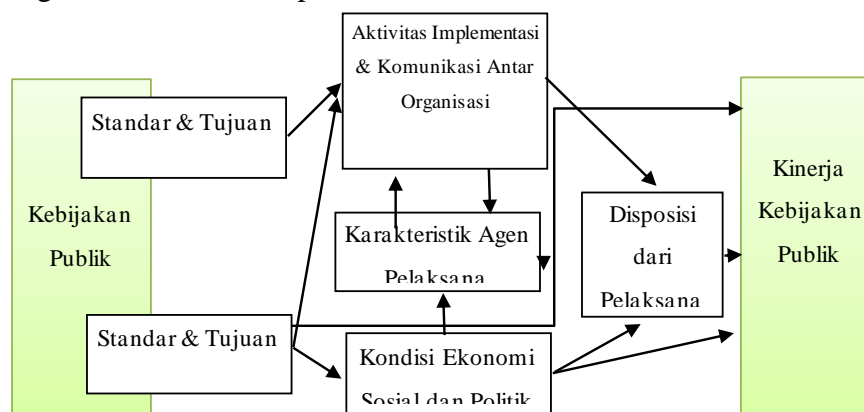 Aktivitas Implementasi
& Komunikasi Antar
Organisasi
Standar & Tujuan
Kebijakan
Publik
Karakteristik Agen
Pelaksana
Disposisi
dari
Pelaksana
Kinerja
Kebijakan
Publik
Standar & Tujuan
Kondisi Ekonomi
Sosial dan Politik